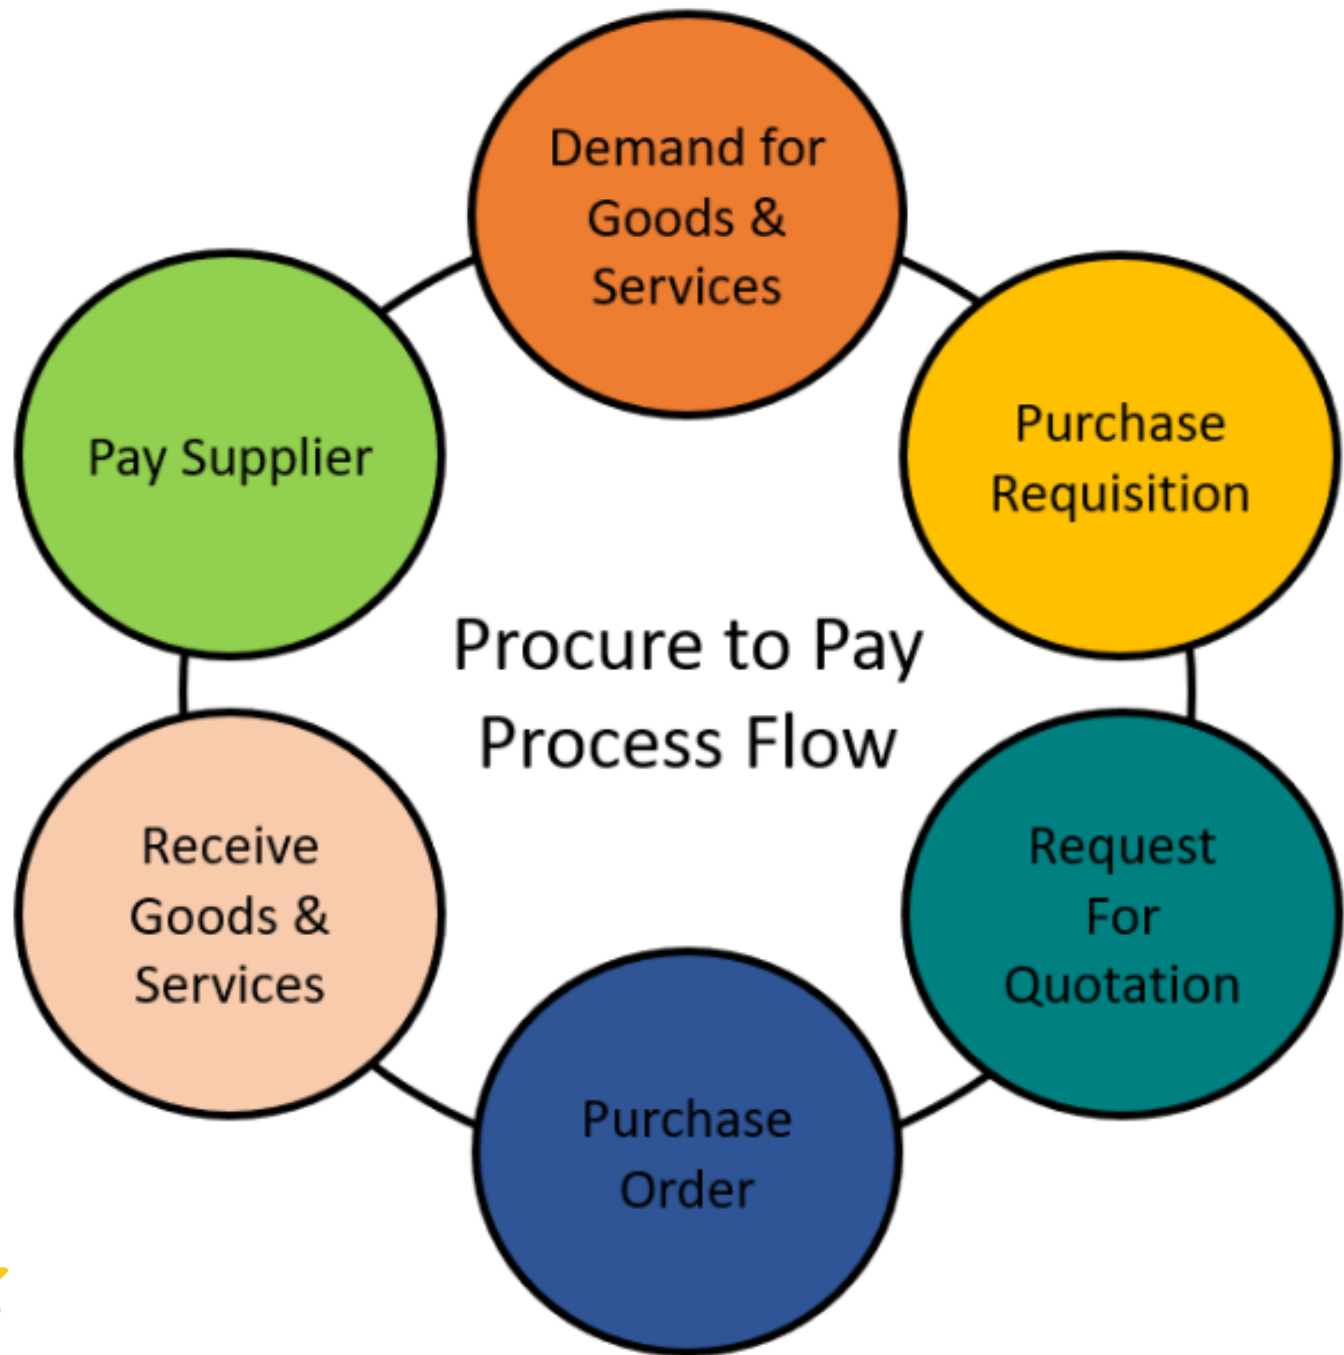 Demand for
Goods &
Services
Purchase
Requisition
Request
For
Quotation
Purchase
Order
Receive
Goods &
Services
Pay Supplier
Procure to Pay
Process Flow